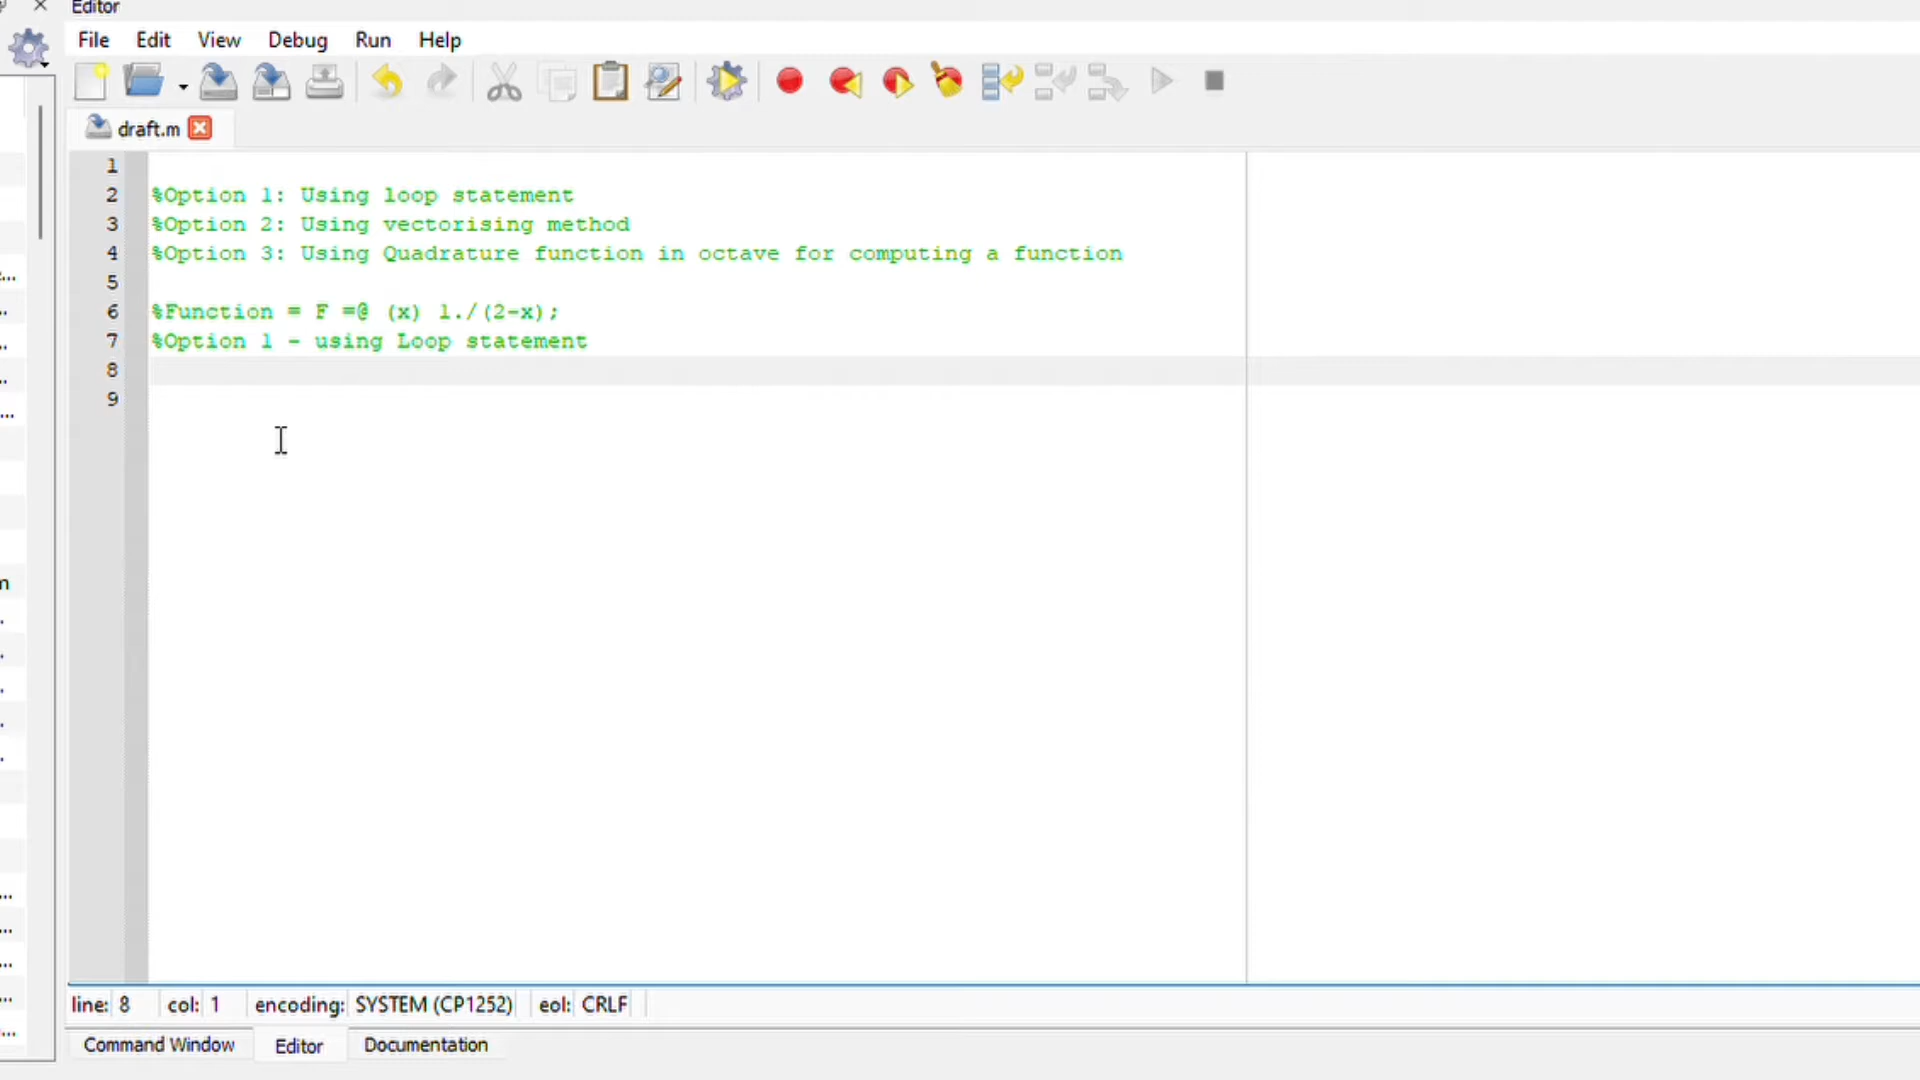 Editor
File Edit View Debug Run Help
draft.m
1
2 %Option 1: Using loop statement
3 %Option 2: Using vectorising method
4 %Option 3: Using Quadrature function in octave for computing a function
5
6 %Function = F =@ (x) 1./(2-x);
7 %Option 1 - using Loop statement
8
9
line: 8 col: 1 encoding: SYSTEM (CP1252) eol: CRLF
Command Window Editor Documentation